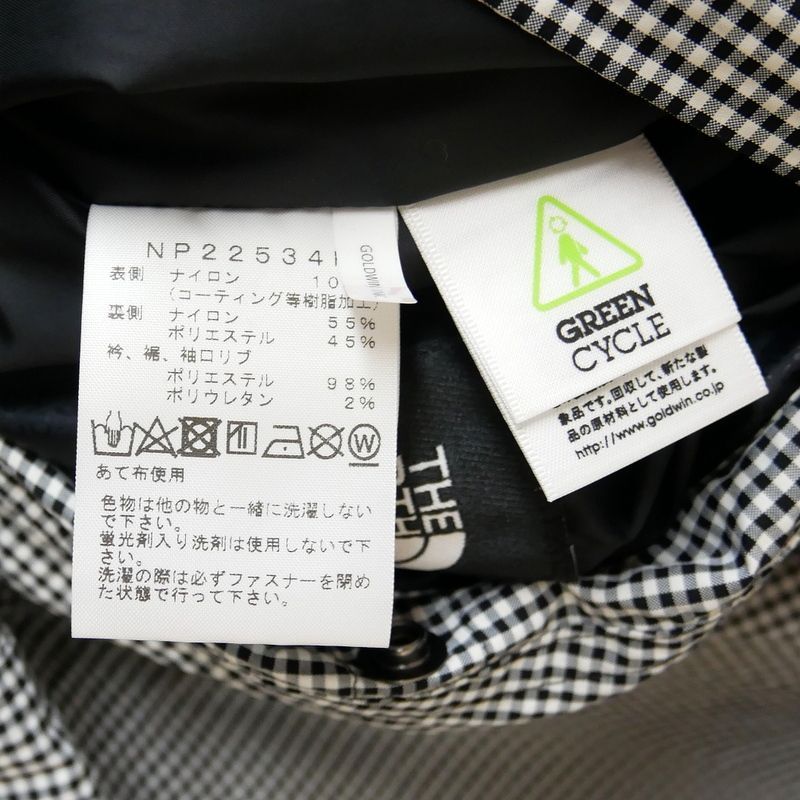 NP22534
GOLDWIN
表側 ナイロン 10
(コーティング等樹脂加工)
裏側 ナイロン 55%
ポリエステル 45%
衿、裾、袖口リブ
ポリエステル 98%
ポリウレタン 2%
W
あて布使用
色物は他の物と一緒に洗濯しない
で下さい。
蛍光剤入り洗剤は使用しないで下
さい。
洗濯の際は必ずファスナーを閉め
た状態で行って下さい。
GREEN
CYCLE
象品です。回収して、新たな製
品の原材料として使用します。
http://www.goldwin.co.jp
THE